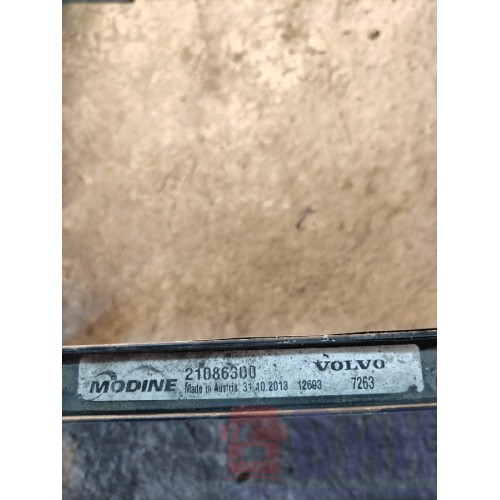 MODINE 21086300 VOLVO
Made in Austria 31.10.2013 12693 7263